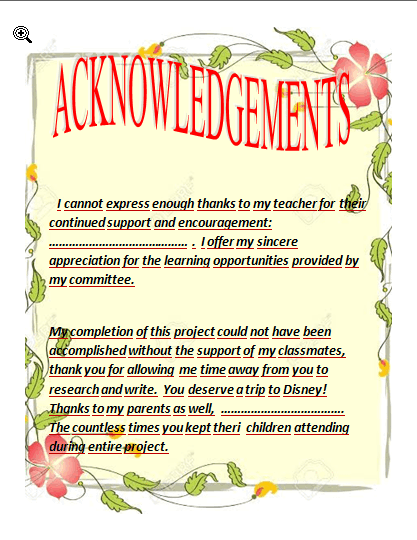 ACKNOWLEDGEMENTS
I cannot express enough thanks to my teacher for their
continued support and encouragement:
........................................ . I offer my sincere
appreciation for the learning opportunities provided by
my committee.
My completion of this project could not have been
accomplished without the support of my classmates,
thank you for allowing me time away from you to
research and write. You deserve a trip to Disney!
Thanks to my parents as well, .....................................
The countless times you kept theri children attending
during entire project.